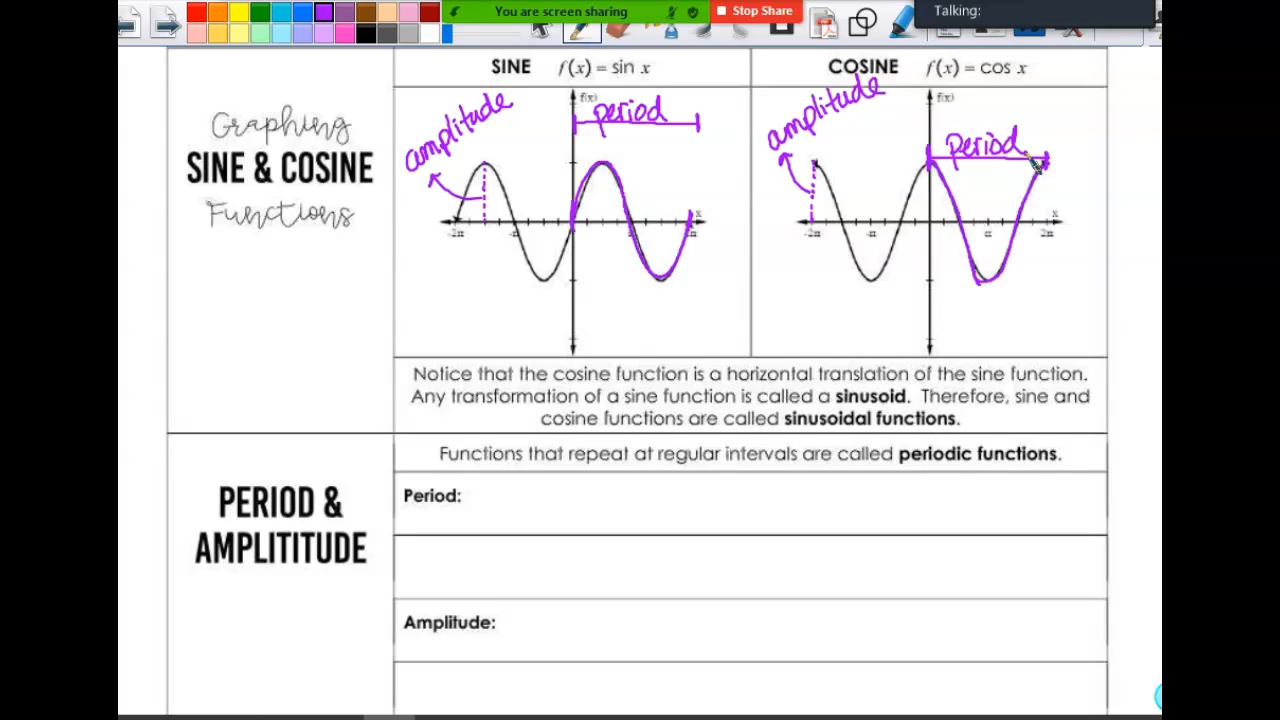 You are screen sharing
Stop Share
Talking:
SINE f(x) = sin x
COSINE f(x) = cos x
Graphing
SINE & COSINE
Functions
amplitude
period
f(x)
x
-2π
-π
amplitude
period
f(x)
x
-2π
-π
π
2π
Notice that the cosine function is a horizontal translation of the sine function.
Any transformation of a sine function is called a sinusoid. Therefore, sine and
cosine functions are called sinusoidal functions.
Functions that repeat at regular intervals are called periodic functions.
PERIOD &
AMPLITITUDE
Period:
Amplitude: